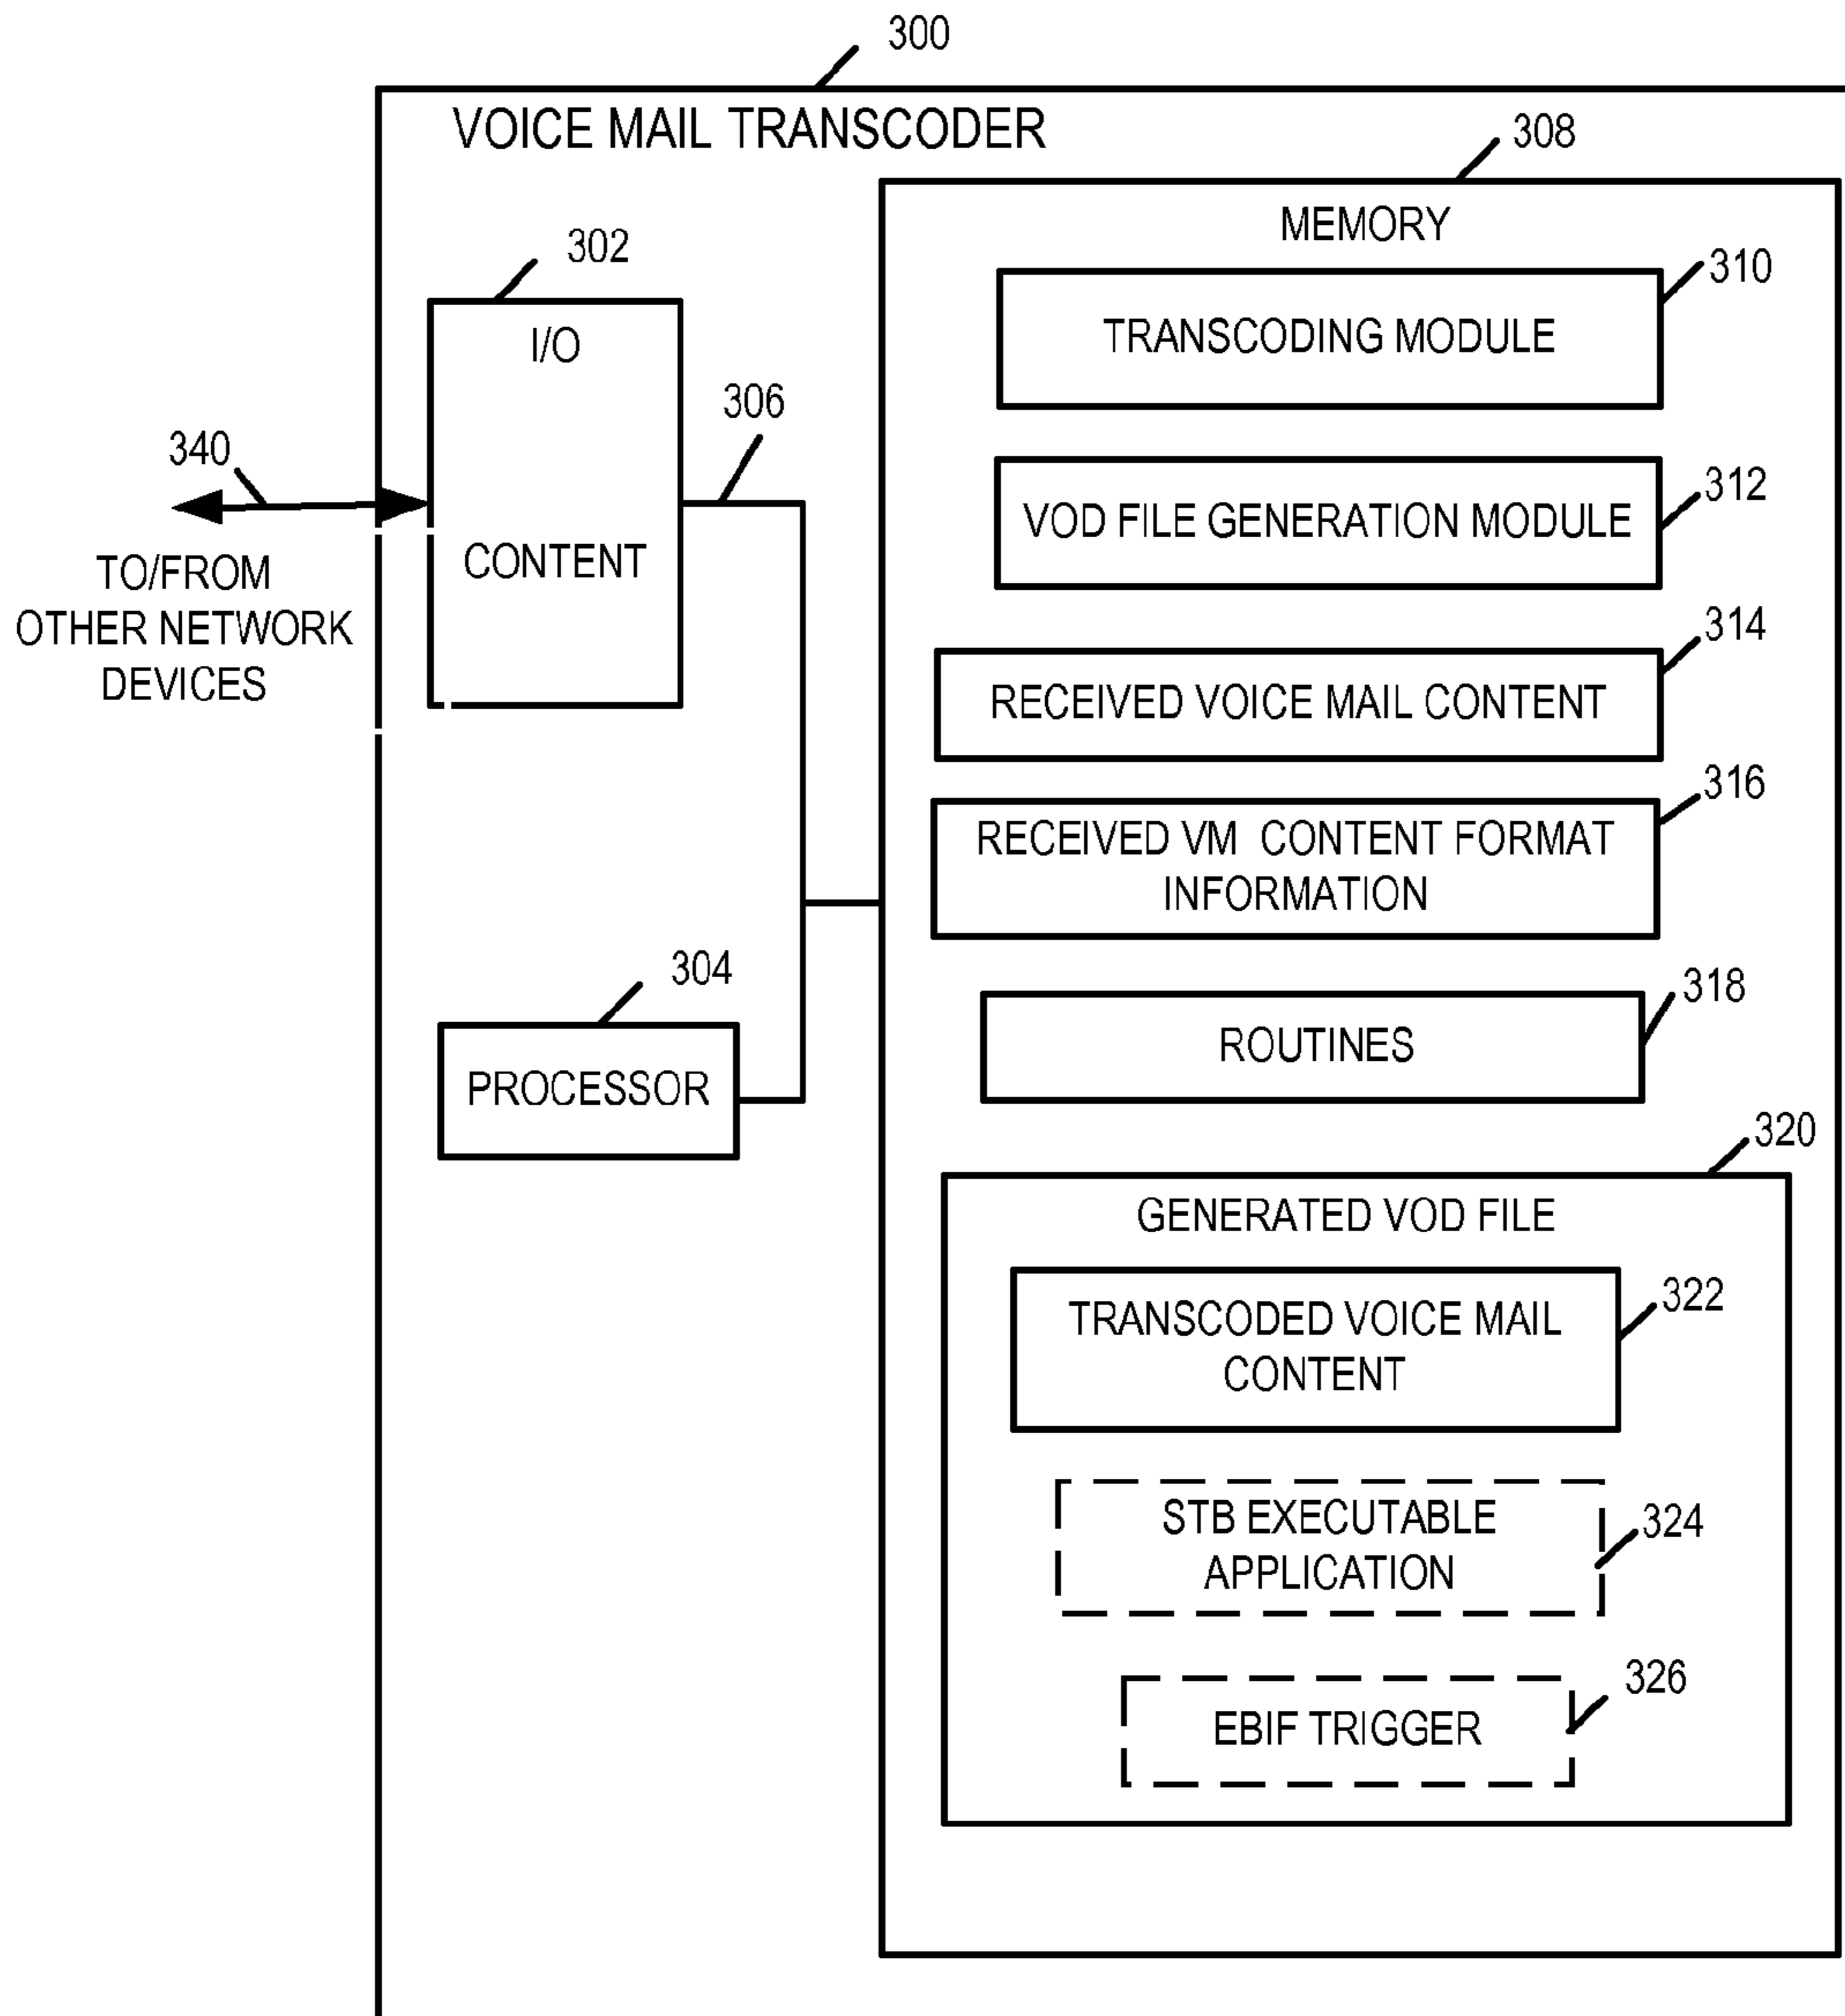 300
VOICE MAIL TRANSCODER
308
MEMORY
302
I/O
CONTENT
306
340
TO/FROM
OTHER NETWORK
DEVICES
304
PROCESSOR
310
TRANSCODING MODULE
312
VOD FILE GENERATION MODULE
314
RECEIVED VOICE MAIL CONTENT
316
RECEIVED VM CONTENT FORMAT
INFORMATION
318
ROUTINES
320
GENERATED VOD FILE
322
TRANSCODED VOICE MAIL
CONTENT
324
STB EXECUTABLE
APPLICATION
326
EBIF TRIGGER